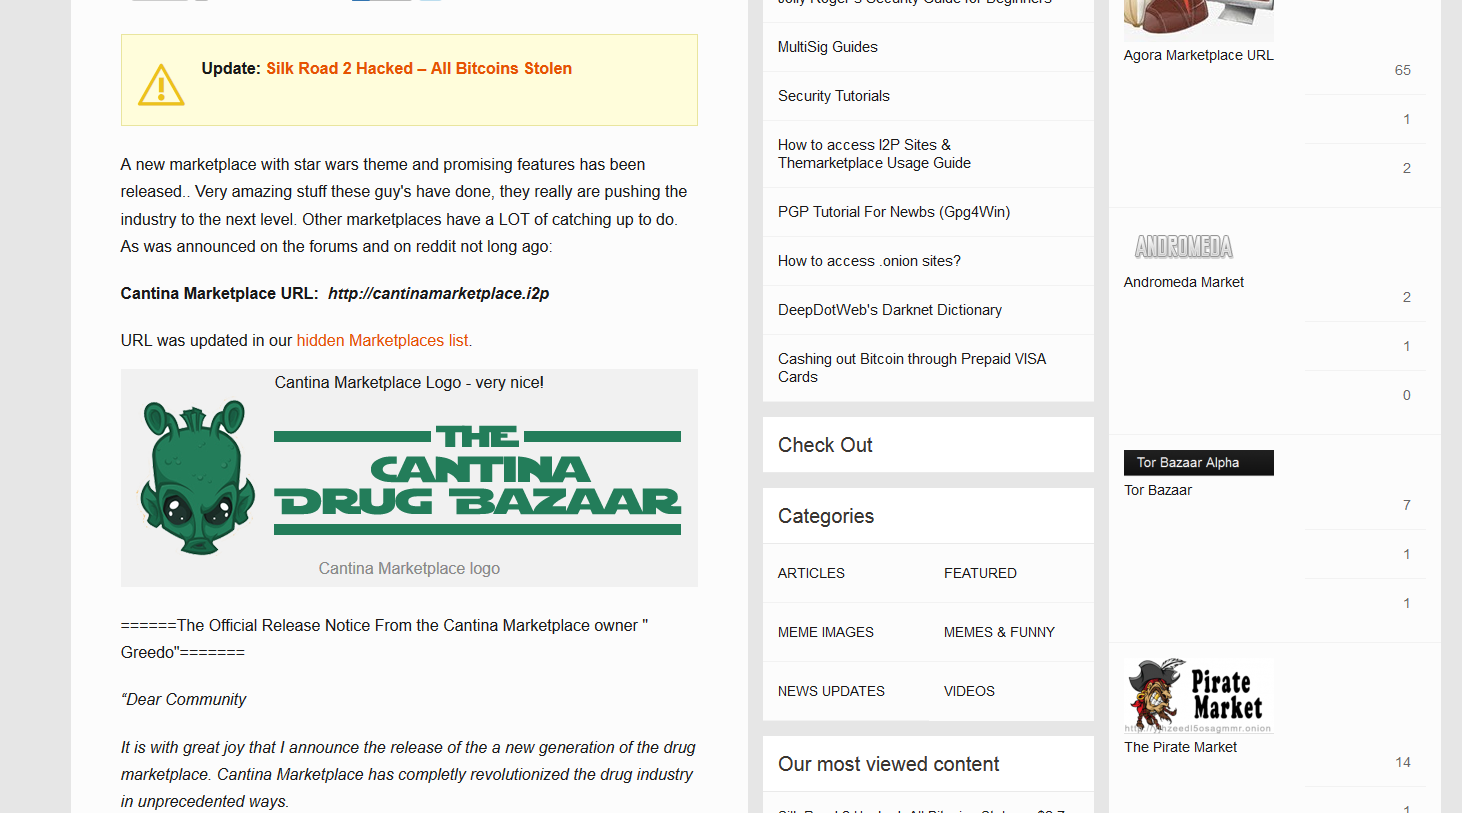 Update: Silk Road 2 Hacked – All Bitcoins Stolen
A new marketplace with star wars theme and promising features has been
released.. Very amazing stuff these guy's have done, they really are pushing the
industry to the next level. Other marketplaces have a LOT of catching up to do.
As was announced on the forums and on reddit not long ago:
Cantina Marketplace URL:  http://cantinamarketplace.i2p
URL was updated in our hidden Marketplaces list.
Cantina Marketplace Logo - very nice!
THE
CANTINA
DRUG BAZAAR
Cantina Marketplace logo
======The Official Release Notice From the Cantina Marketplace owner "
Greedo"=======
“Dear Community
It is with great joy that I announce the release of the a new generation of the drug
marketplace. Cantina Marketplace has completly revolutionized the drug industry
in unprecedented ways.
Jolly Roger's Security Guide for Beginners
MultiSig Guides
Security Tutorials
How to access I2P Sites &
Themarketplace Usage Guide
PGP Tutorial For Newbs (Gpg4Win)
How to access .onion sites?
DeepDotWeb's Darknet Dictionary
Cashing out Bitcoin through Prepaid VISA
Cards
Check Out
Categories
ARTICLES
FEATURED
MEME IMAGES
MEMES & FUNNY
NEWS UPDATES
VIDEOS
Our most viewed content
Agora Marketplace URL
65
1
2
ANDROMEDA
Andromeda Market
2
1
0
Tor Bazaar Alpha
Tor Bazaar
7
1
1
Pirate
Market
The Pirate Market
14
1